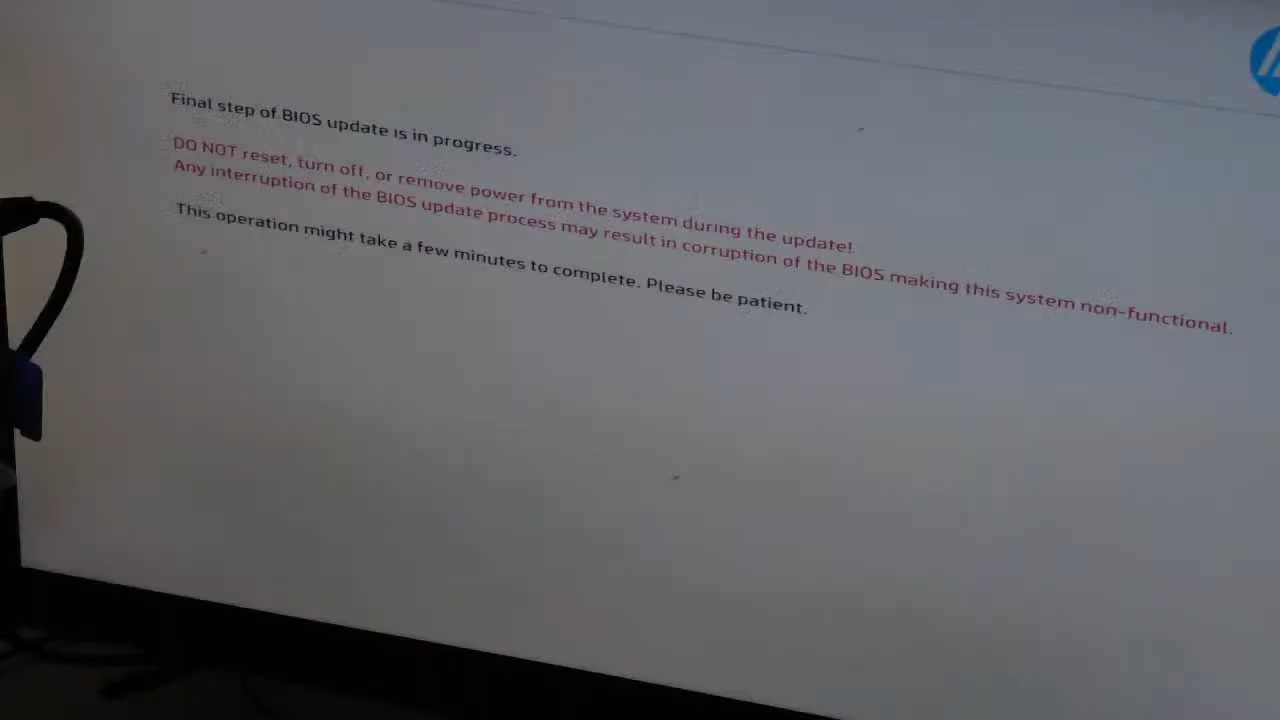 Final step of BIOS update is in progress.
DO NOT reset, turn off, or remove power from the system during the update!
Any interruption of the BIOS update process may result in corruption of the BIOS making this system non-functional.
This operation might take a few minutes to complete. Please be patient.